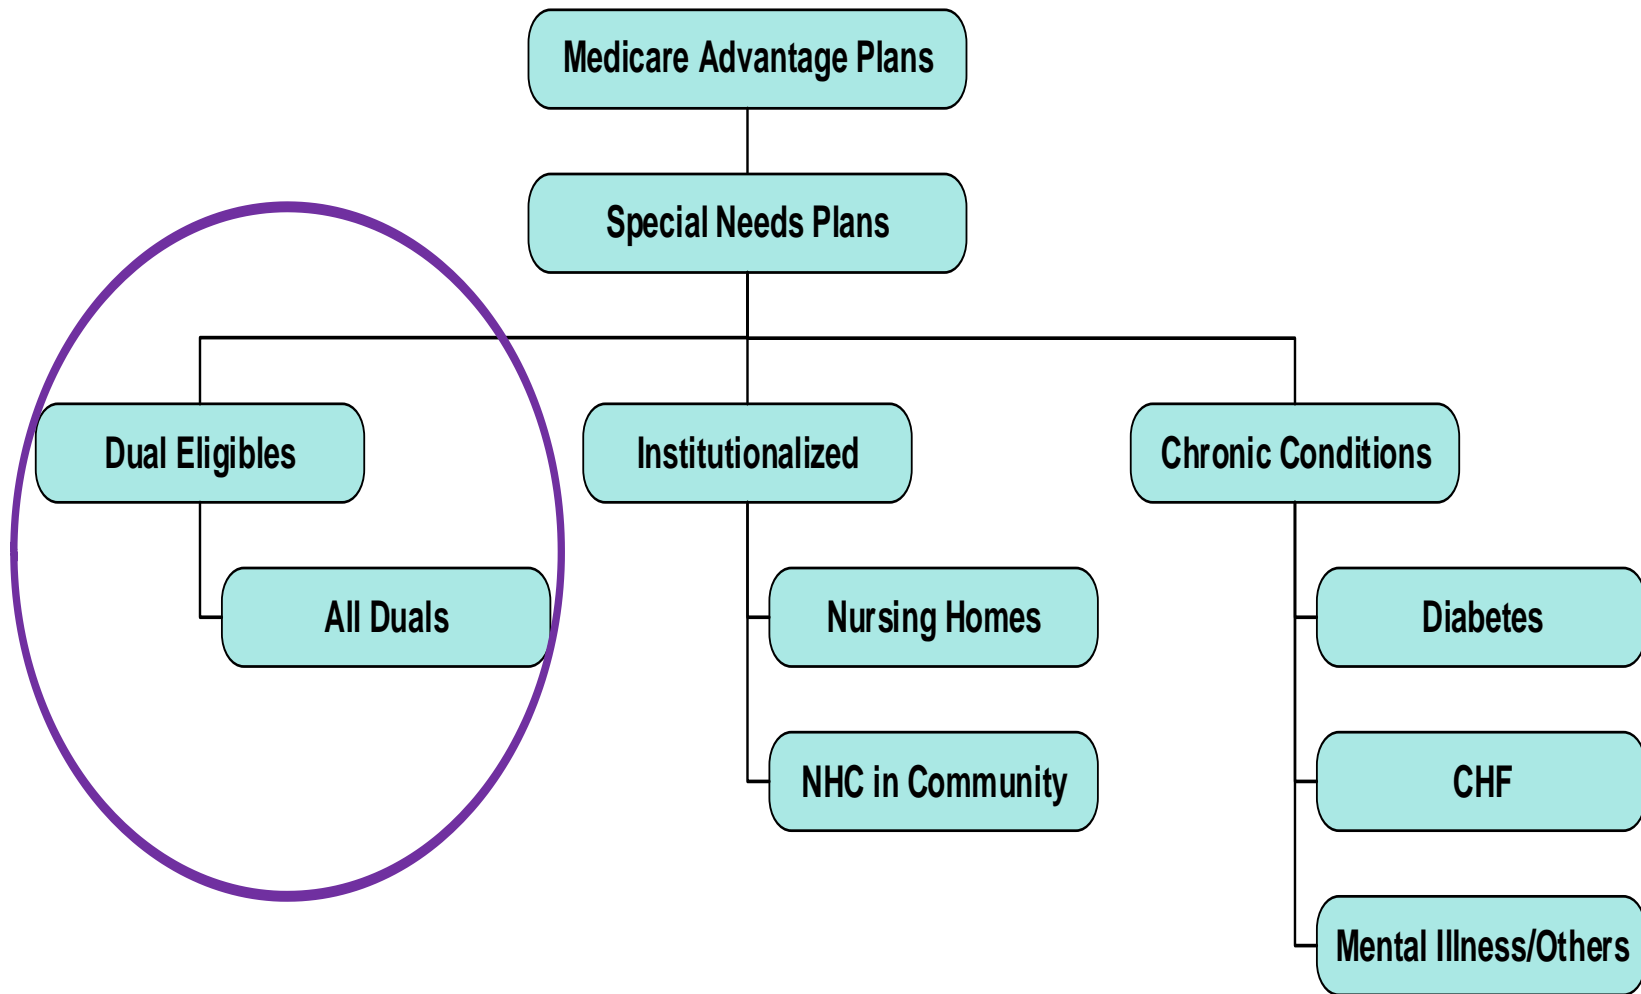 Medicare Advantage Plans
Special Needs Plans
Dual Eligibles
Institutionalized
Chronic Conditions
All Duals
Nursing Homes
Diabetes
NHC in Community
CHF
Mental Illness/Others